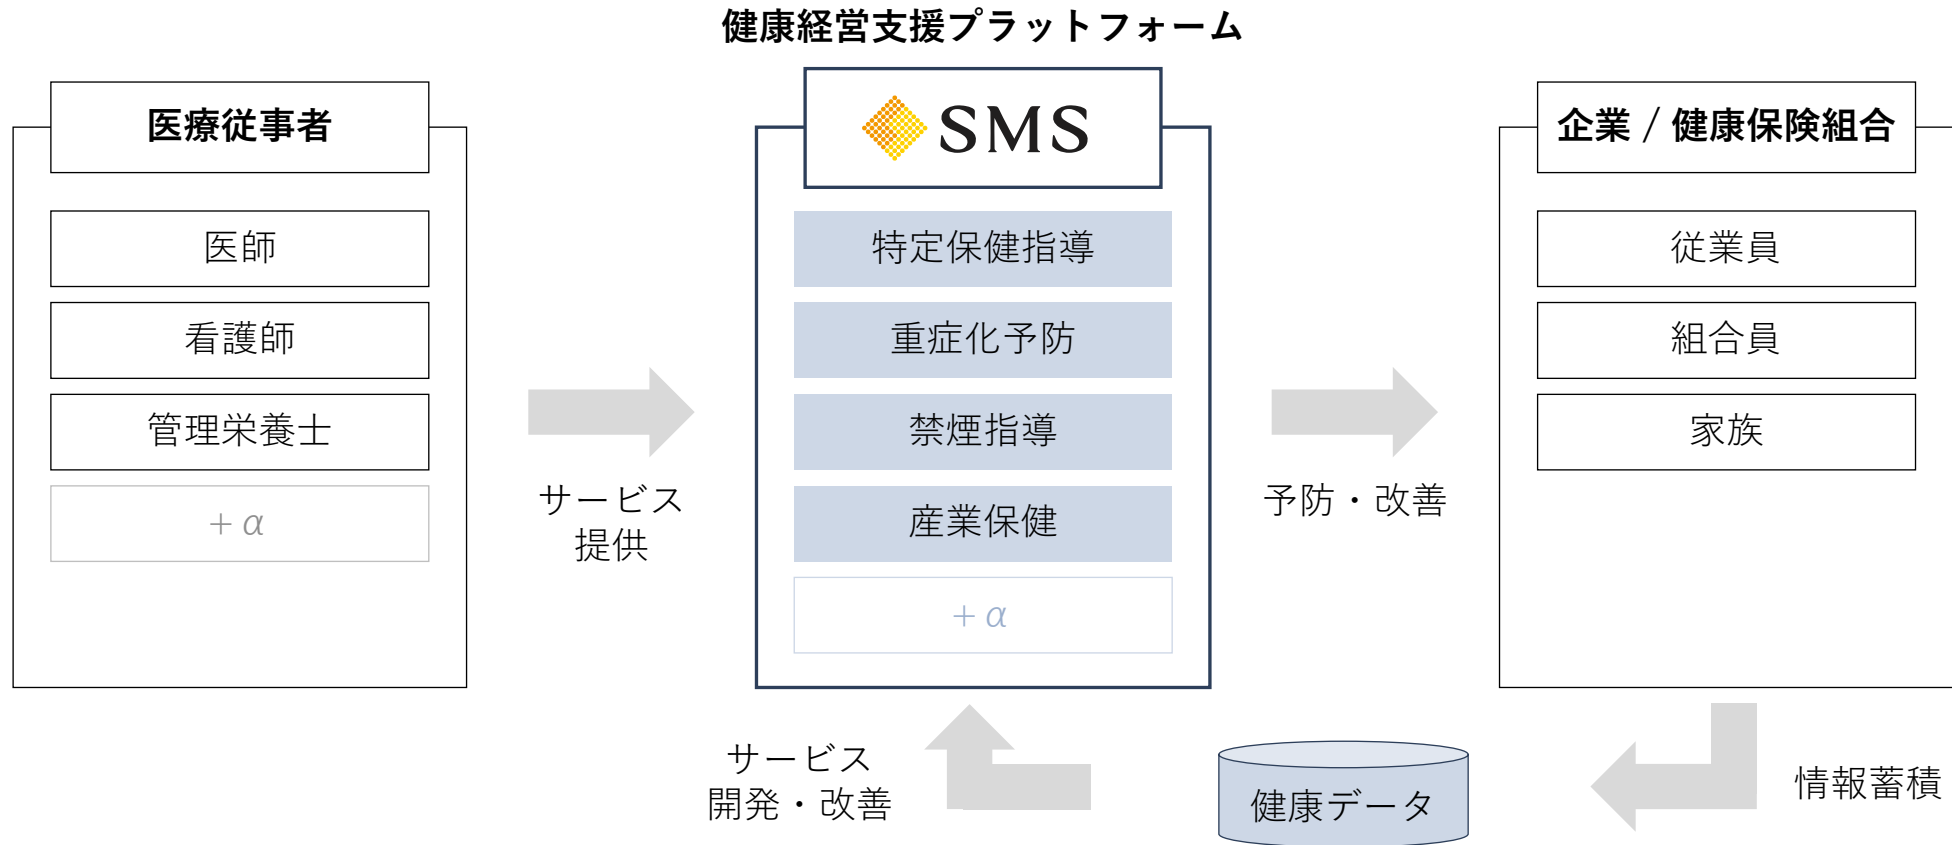 健康経営支援プラットフォーム
医療従事者
医師
看護師
管理栄養士
+ α
サービス
提供
SMS
特定保健指導
重症化予防
禁煙指導
産業保健
+ α
予防・改善
企業 / 健康保険組合
従業員
組合員
家族
サービス
開発・改善
健康データ
情報蓄積